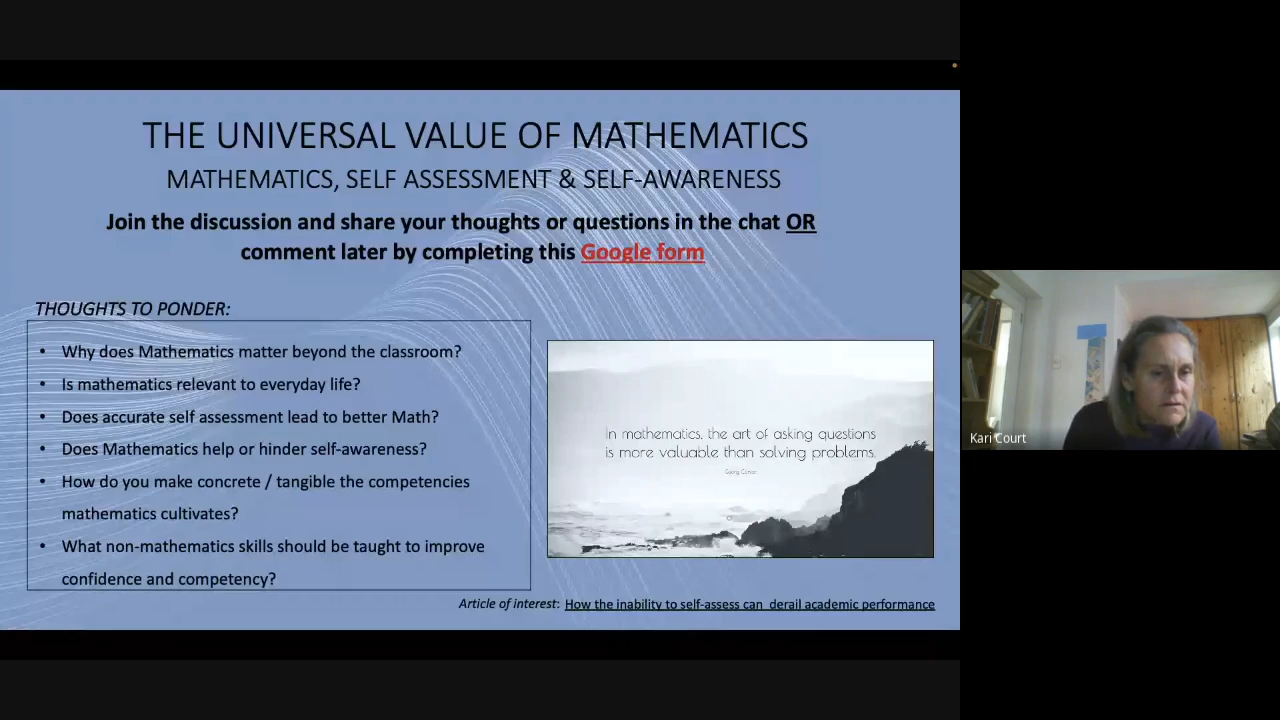 THE UNIVERSAL VALUE OF MATHEMATICS
MATHEMATICS, SELF ASSESSMENT & SELF-AWARENESS
Join the discussion and share your thoughts or questions in the chat OR
comment later by completing this Google form
THOUGHTS TO PONDER:
• Why does Mathematics matter beyond the classroom?
• Is mathematics relevant to everyday life?
• Does accurate self assessment lead to better Math?
• Does Mathematics help or hinder self-awareness?
• How do you make concrete / tangible the competencies
mathematics cultivates?
• What non-mathematics skills should be taught to improve
confidence and competency?
In mathematics, the art of asking questions
is more valuable than solving problems.
Georg Cantor
Article of interest: How the inability to self-assess can derail academic performance
Kari Court